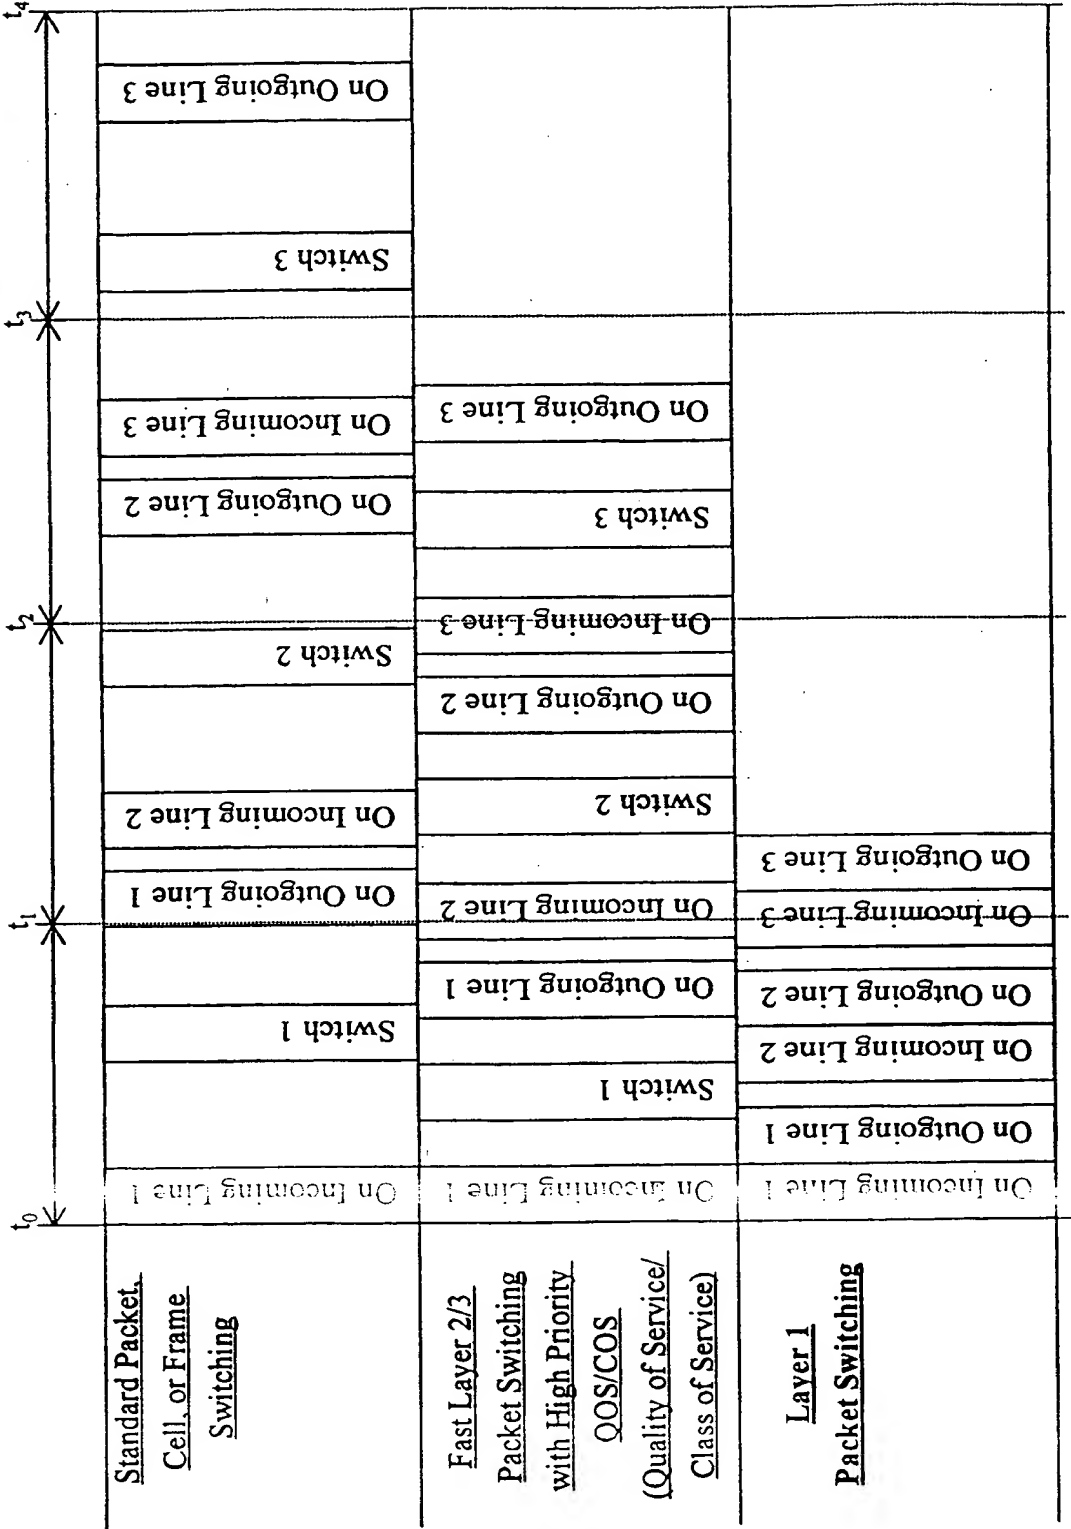 t0
t1
t2
t3
t4
Standard Packet,
Cell, or Frame
Switching
On Incoming Line 1
Switch 1
On Outgoing Line 1
On Incoming Line 2
Switch 2
On Outgoing Line 2
On Incoming Line 3
Switch 3
On Outgoing Line 3
Fast Layer 2/3
Packet Switching
with High Priority
QOS/COS
(Quality of Service/
Class of Service)
On Incoming Line 1
Switch 1
On Outgoing Line 1
On Incoming Line 2
Switch 2
On Outgoing Line 2
On Incoming Line 3
Switch 3
On Outgoing Line 3
Layer 1
Packet Switching
On Incoming Line 1
On Outgoing Line 1
On Incoming Line 2
On Outgoing Line 2
On Incoming Line 3
On Outgoing Line 3